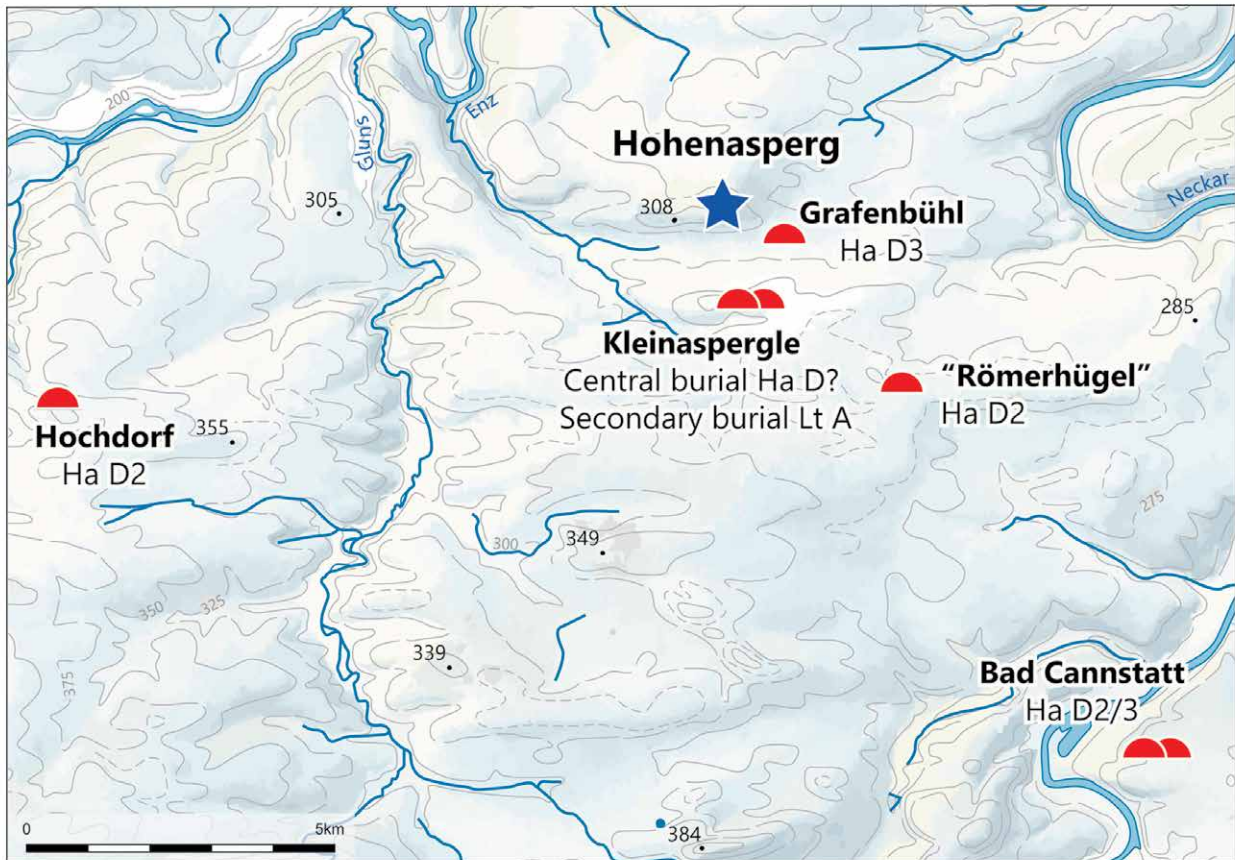 200
Gluns
Enz
Hohenasperg
305
308
Grafenbühl
Ha D3
Neckar
285
Kleinaspergle
Central burial Ha D?
Secondary burial Lt A
“Römerhügel”
Ha D2
Hochdorf
Ha D2
355
275
300
349
350
325
339
375
Bad Cannstatt
Ha D2/3
0
5km
384